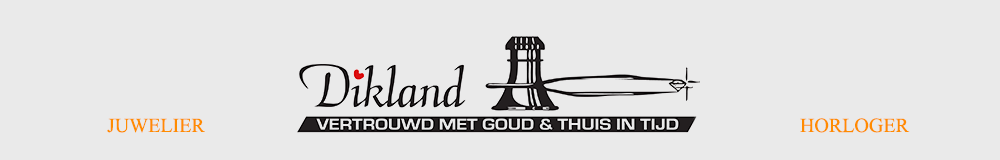 Dikland
VERTROUWD MET GOUD & THUIS IN TIJD
JUWELIER
HORLOGER